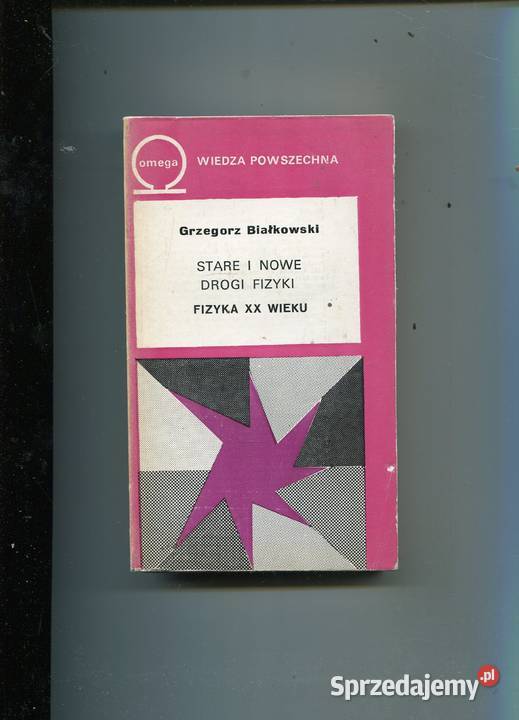 omega
WIEDZA POWSZECHNA
Grzegorz Białkowski
STARE I NOWE
DROGI FIZYKI
FIZYKA XX WIEKU
Sprzedajemy.pl